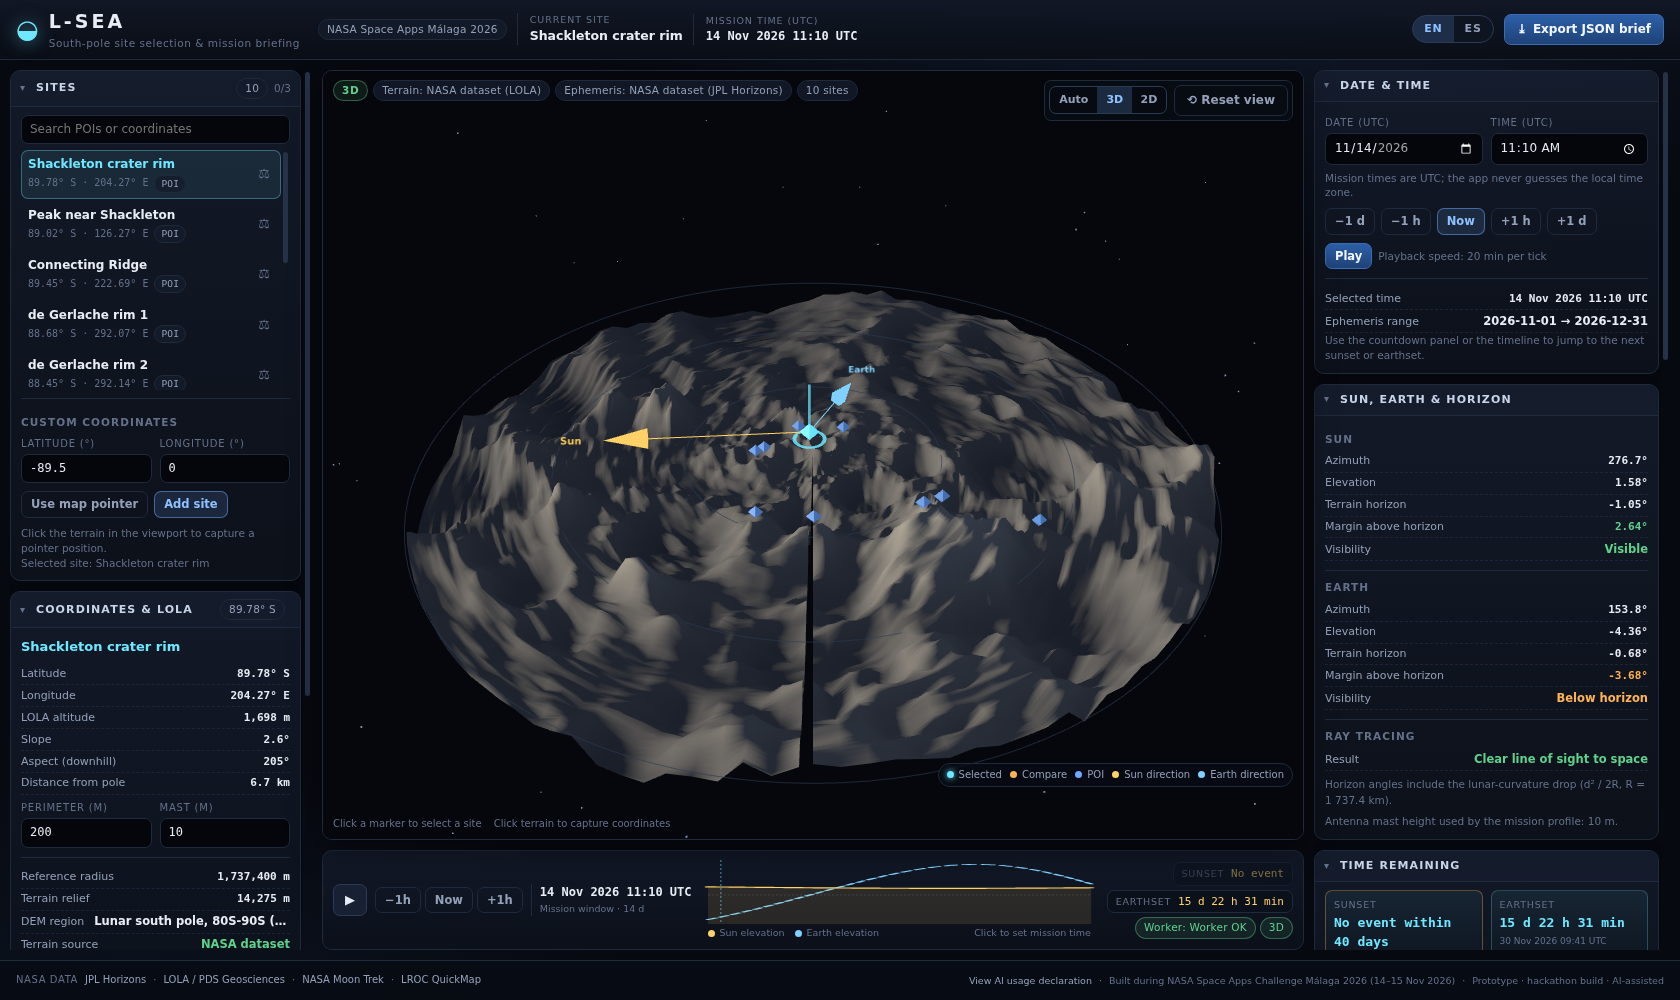 L-SEA
South-pole site selection & mission briefing
NASA Space Apps Málaga 2026
CURRENT SITE
Shackleton crater rim
MISSION TIME (UTC)
14 Nov 2026 11:10 UTC
EN ES
⤓ Export JSON brief
▾ SITES 10 0/3
Search POIs or coordinates
Shackleton crater rim
89.78° S · 204.27° E POI
Peak near Shackleton
89.02° S · 126.27° E POI
Connecting Ridge
89.45° S · 222.69° E POI
de Gerlache rim 1
88.68° S · 292.07° E POI
de Gerlache rim 2
88.45° S · 292.14° E POI
CUSTOM COORDINATES
LATITUDE (°) LONGITUDE (°)
-89.5 0
Use map pointer Add site
Click the terrain in the viewport to capture a
pointer position.
Selected site: Shackleton crater rim
▾ COORDINATES & LOLA 89.78° S
Shackleton crater rim
Latitude 89.78° S
Longitude 204.27° E
LOLA altitude 1,698 m
Slope 2.6°
Aspect (downhill) 205°
Distance from pole 6.7 km
PERIMETER (M) MAST (M)
200 10
Reference radius 1,737,400 m
Terrain relief 14,275 m
DEM region Lunar south pole, 80S-90S (...
Terrain source NASA dataset
3D Terrain: NASA dataset (LOLA) Ephemeris: NASA dataset (JPL Horizons) 10 sites
Auto 3D 2D ⟲ Reset view
Earth
Sun
Selected Compare POI Sun direction Earth direction
Click a marker to select a site Click terrain to capture coordinates
▶ −1h Now +1h
14 Nov 2026 11:10 UTC
Mission window · 14 d
Sun elevation Earth elevation Click to set mission time
SUNSET No event
EARTHSET 15 d 22 h 31 min
Worker: Worker OK 3D
▾ DATE & TIME
DATE (UTC) TIME (UTC)
11/14/2026 11:10 AM
Mission times are UTC; the app never guesses the local time
zone.
−1 d −1 h Now +1 h +1 d
Play Playback speed: 20 min per tick
Selected time 14 Nov 2026 11:10 UTC
Ephemeris range 2026-11-01 → 2026-12-31
Use the countdown panel or the timeline to jump to the next
sunset or earthset.
▾ SUN, EARTH & HORIZON
SUN
Azimuth 276.7°
Elevation 1.58°
Terrain horizon -1.05°
Margin above horizon 2.64°
Visibility Visible
EARTH
Azimuth 153.8°
Elevation -4.36°
Terrain horizon -0.68°
Margin above horizon -3.68°
Visibility Below horizon
RAY TRACING
Result Clear line of sight to space
Horizon angles include the lunar-curvature drop (d² / 2R, R =
1 737.4 km).
Antenna mast height used by the mission profile: 10 m.
▾ TIME REMAINING
SUNSET
No event within
40 days
EARTHSET
15 d 22 h 31 min
30 Nov 2026 09:41 UTC
NASA DATA JPL Horizons · LOLA / PDS Geosciences · NASA Moon Trek · LROC QuickMap
View AI usage declaration · Built during NASA Space Apps Challenge Málaga 2026 (14–15 Nov 2026) · Prototype · hackathon build · AI-assisted